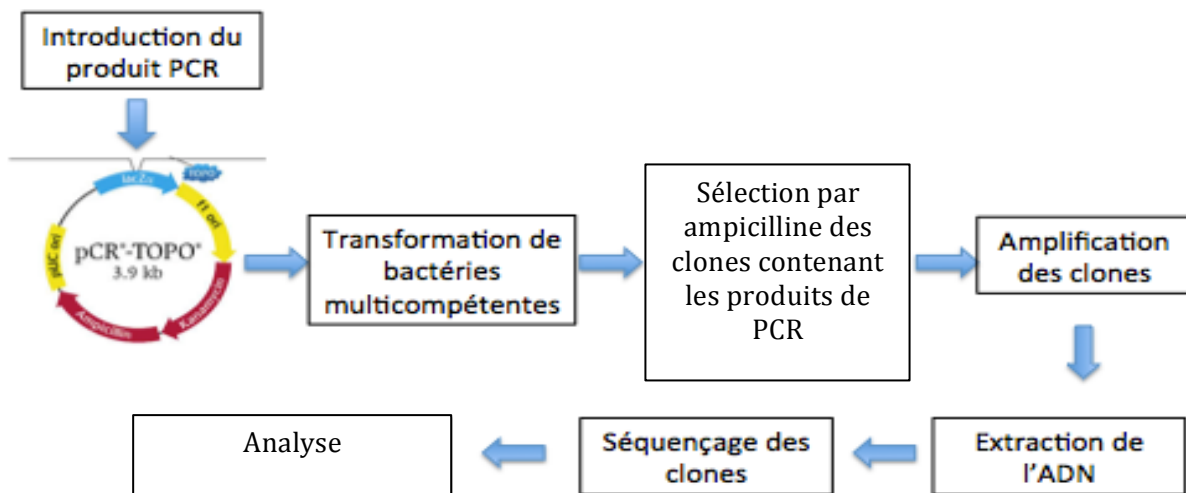 Introduction du
produit PCR
lacZα
TOPO
f1 ori
Kanamycin
Ampicillin
pUC ori
pCR®-TOPO®
3.9 kb
Transformation de
bactéries
multicompétentes
Sélection par
ampicilline des
clones contenant
les produits de
PCR
Amplification
des clones
Extraction de
l'ADN
Séquençage des
clones
Analyse